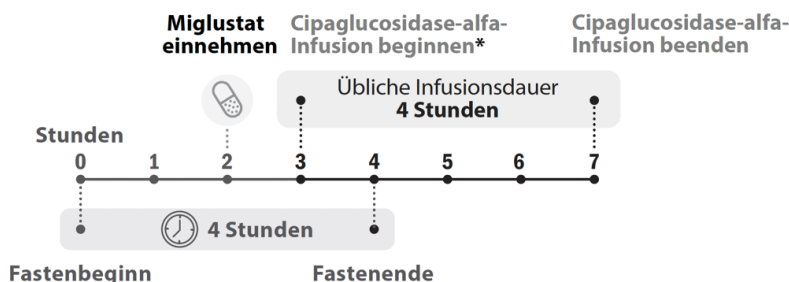 Miglustat einnehmen
Cipaglucosidase-alfa-
Infusion beginnen*
Cipaglucosidase-alfa-
Infusion beenden
Übliche Infusionsdauer
4 Stunden
Stunden
0 1 2 3 4 5 6 7
4 Stunden
Fastenbeginn
Fastenende